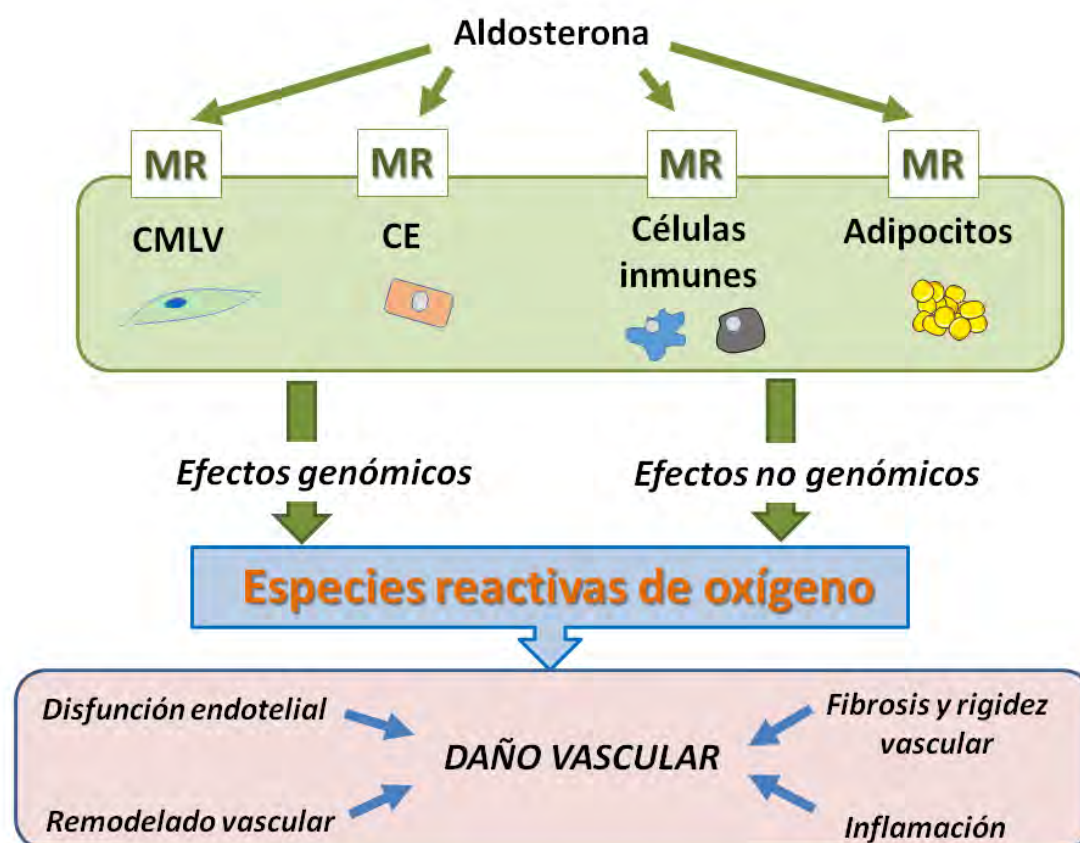 Aldosterona
MR
MR
MR
MR
CMLV
CE
Células
inmunes
Adipocitos
Efectos genómicos
Efectos no genómicos
Especies reactivas de oxígeno
Disfunción endotelial
Fibrosis y rigidez
vascular
DAÑO VASCULAR
Remodelado vascular
Inflamación